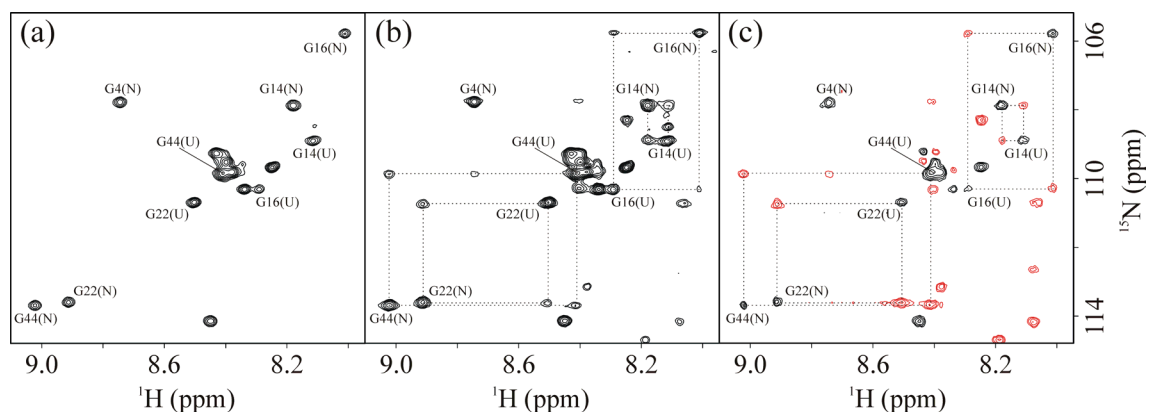 (a)
G16(N)
G4(N)
G14(N)
G44(U)
G14(U)
G16(U)
G22(U)
G22(N)
G44(N)
(b)
G16(N)
G4(N)
G14(N)
G44(U)
G14(U)
G16(U)
G22(U)
G22(N)
G44(N)
(c)
G16(N)
G4(N)
G14(N)
G44(U)
G14(U)
G16(U)
G22(U)
G22(N)
G44(N)
106
110
114
15N (ppm)
9.0 8.6 8.2 9.0 8.6 8.2 9.0 8.6 8.2
1H (ppm) 1H (ppm) 1H (ppm)